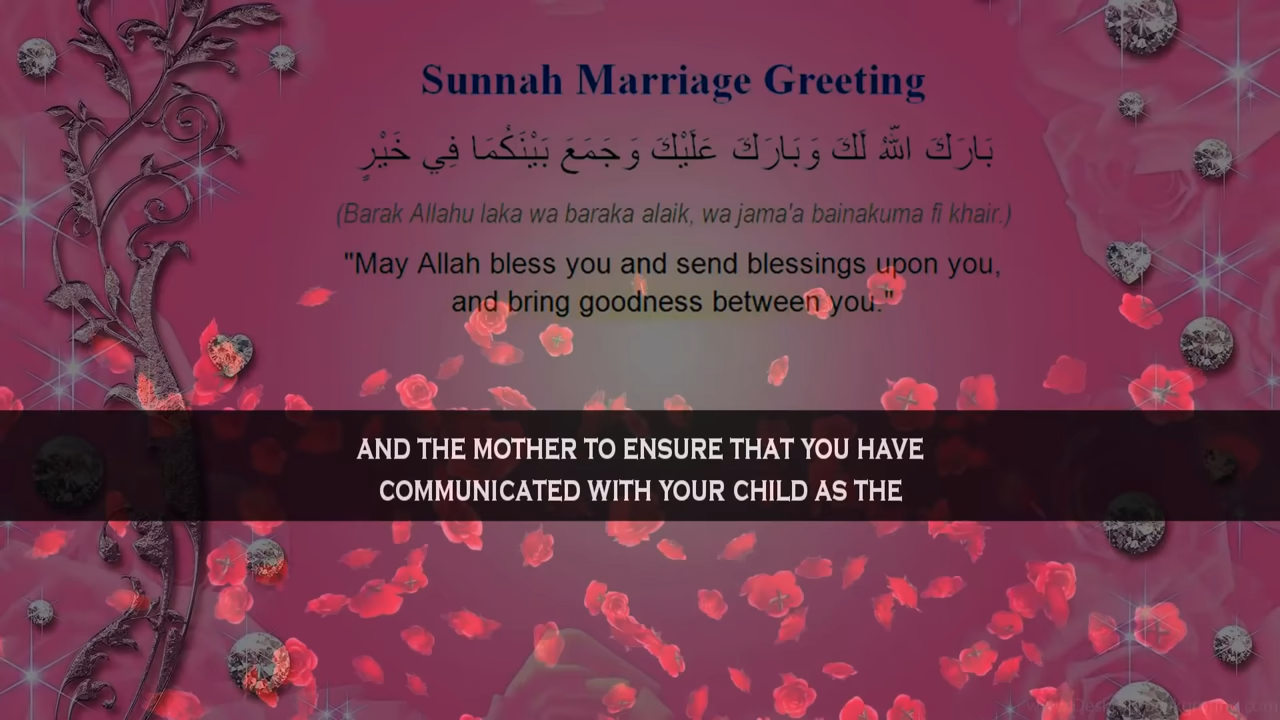 Sunnah Marriage Greeting
بَارَكَ اللّٰهُ لَكَ وَبَارَكَ عَلَيْكَ وَجَمَعَ بَيْنَكُمَا فِي خَيْرٍ
(Barak Allahu laka wa baraka alaik, wa jama'a bainakuma fi khair.)
"May Allah bless you and send blessings upon you,
and bring goodness between you."
AND THE MOTHER TO ENSURE THAT YOU HAVE
COMMUNICATED WITH YOUR CHILD AS THE